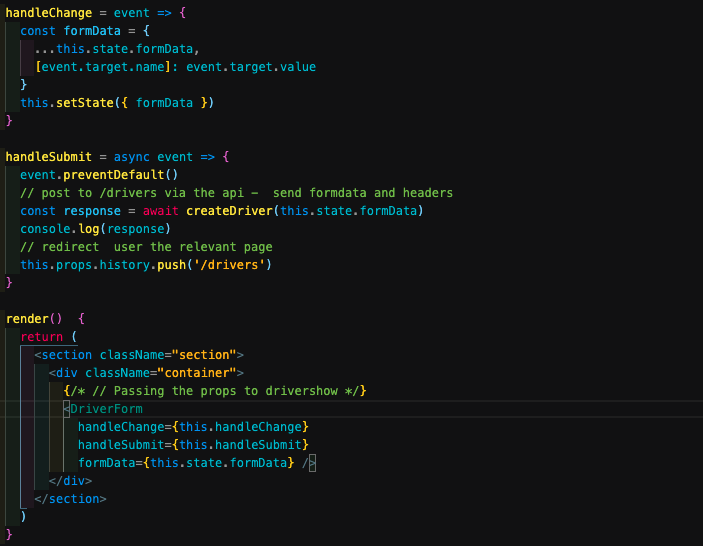 handleChange = event => {
  const formData = {
    ...this.state.formData,
    [event.target.name]: event.target.value
  }
  this.setState({ formData })
}

handleSubmit = async event => {
  event.preventDefault()
  // post to /drivers via the api -  send formdata and headers
  const response = await createDriver(this.state.formData)
  console.log(response)
  // redirect  user the relevant page
  this.props.history.push('/drivers')
}

render()  {
  return (
    <section className="section">
      <div className="container">
        {/* // Passing the props to drivershow */}
        <DriverForm
          handleChange={this.handleChange}
          handleSubmit={this.handleSubmit}
          formData={this.state.formData} />
      </div>
    </section>
  )
}